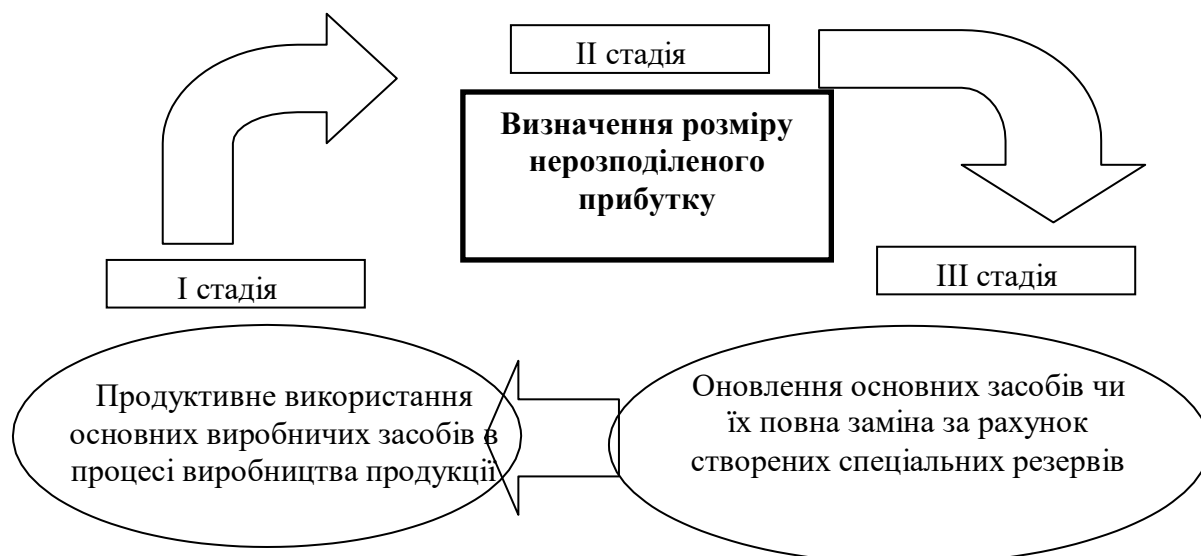 II стадія
Визначення розміру
нерозподіленого
прибутку
I стадія
III стадія
Продуктивне використання
основних виробничих засобів в
процесі виробництва продукції
Оновлення основних засобів чи
їх повна заміна за рахунок
створених спеціальних резервів